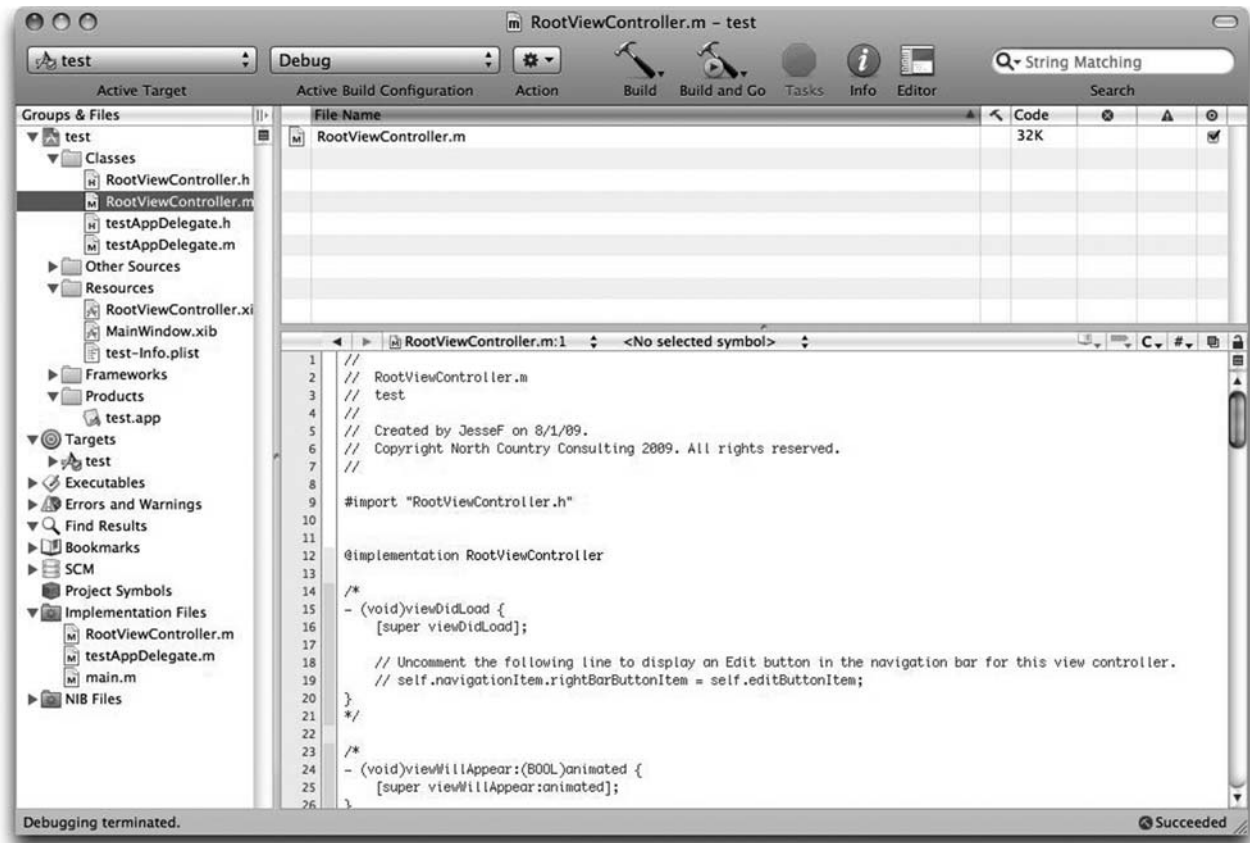 RootViewController.m – test
test
Debug
Q▾ String Matching
Active Target
Active Build Configuration
Action
Build
Build and Go
Tasks
Info
Editor
Search
Groups & Files
test
Classes
RootViewController.h
RootViewController.m
testAppDelegate.h
testAppDelegate.m
Other Sources
Resources
RootViewController.xi
MainWindow.xib
test-Info.plist
Frameworks
Products
test.app
Targets
test
Executables
Errors and Warnings
Find Results
Bookmarks
SCM
Project Symbols
Implementation Files
RootViewController.m
testAppDelegate.m
main.m
NIB Files
File Name
Code
RootViewController.m
32K
RootViewController.m:1
<No selected symbol>
C
#
1 //
2 // RootViewController.m
3 // test
4 //
5 // Created by JesseF on 8/1/09.
6 // Copyright North Country Consulting 2009. All rights reserved.
7 //
8
9 #import "RootViewController.h"
10
11
12 @implementation RootViewController
13
14 /*
15 - (void)viewDidLoad {
16 [super viewDidLoad];
17
18 // Uncomment the following line to display an Edit button in the navigation bar for this view controller.
19 // self.navigationItem.rightBarButtonItem = self.editButtonItem;
20 }
21 */
22
23 /*
24 - (void)viewWillAppear:(BOOL)animated {
25 [super viewWillAppear:animated];
26 }
Debugging terminated.
Succeeded